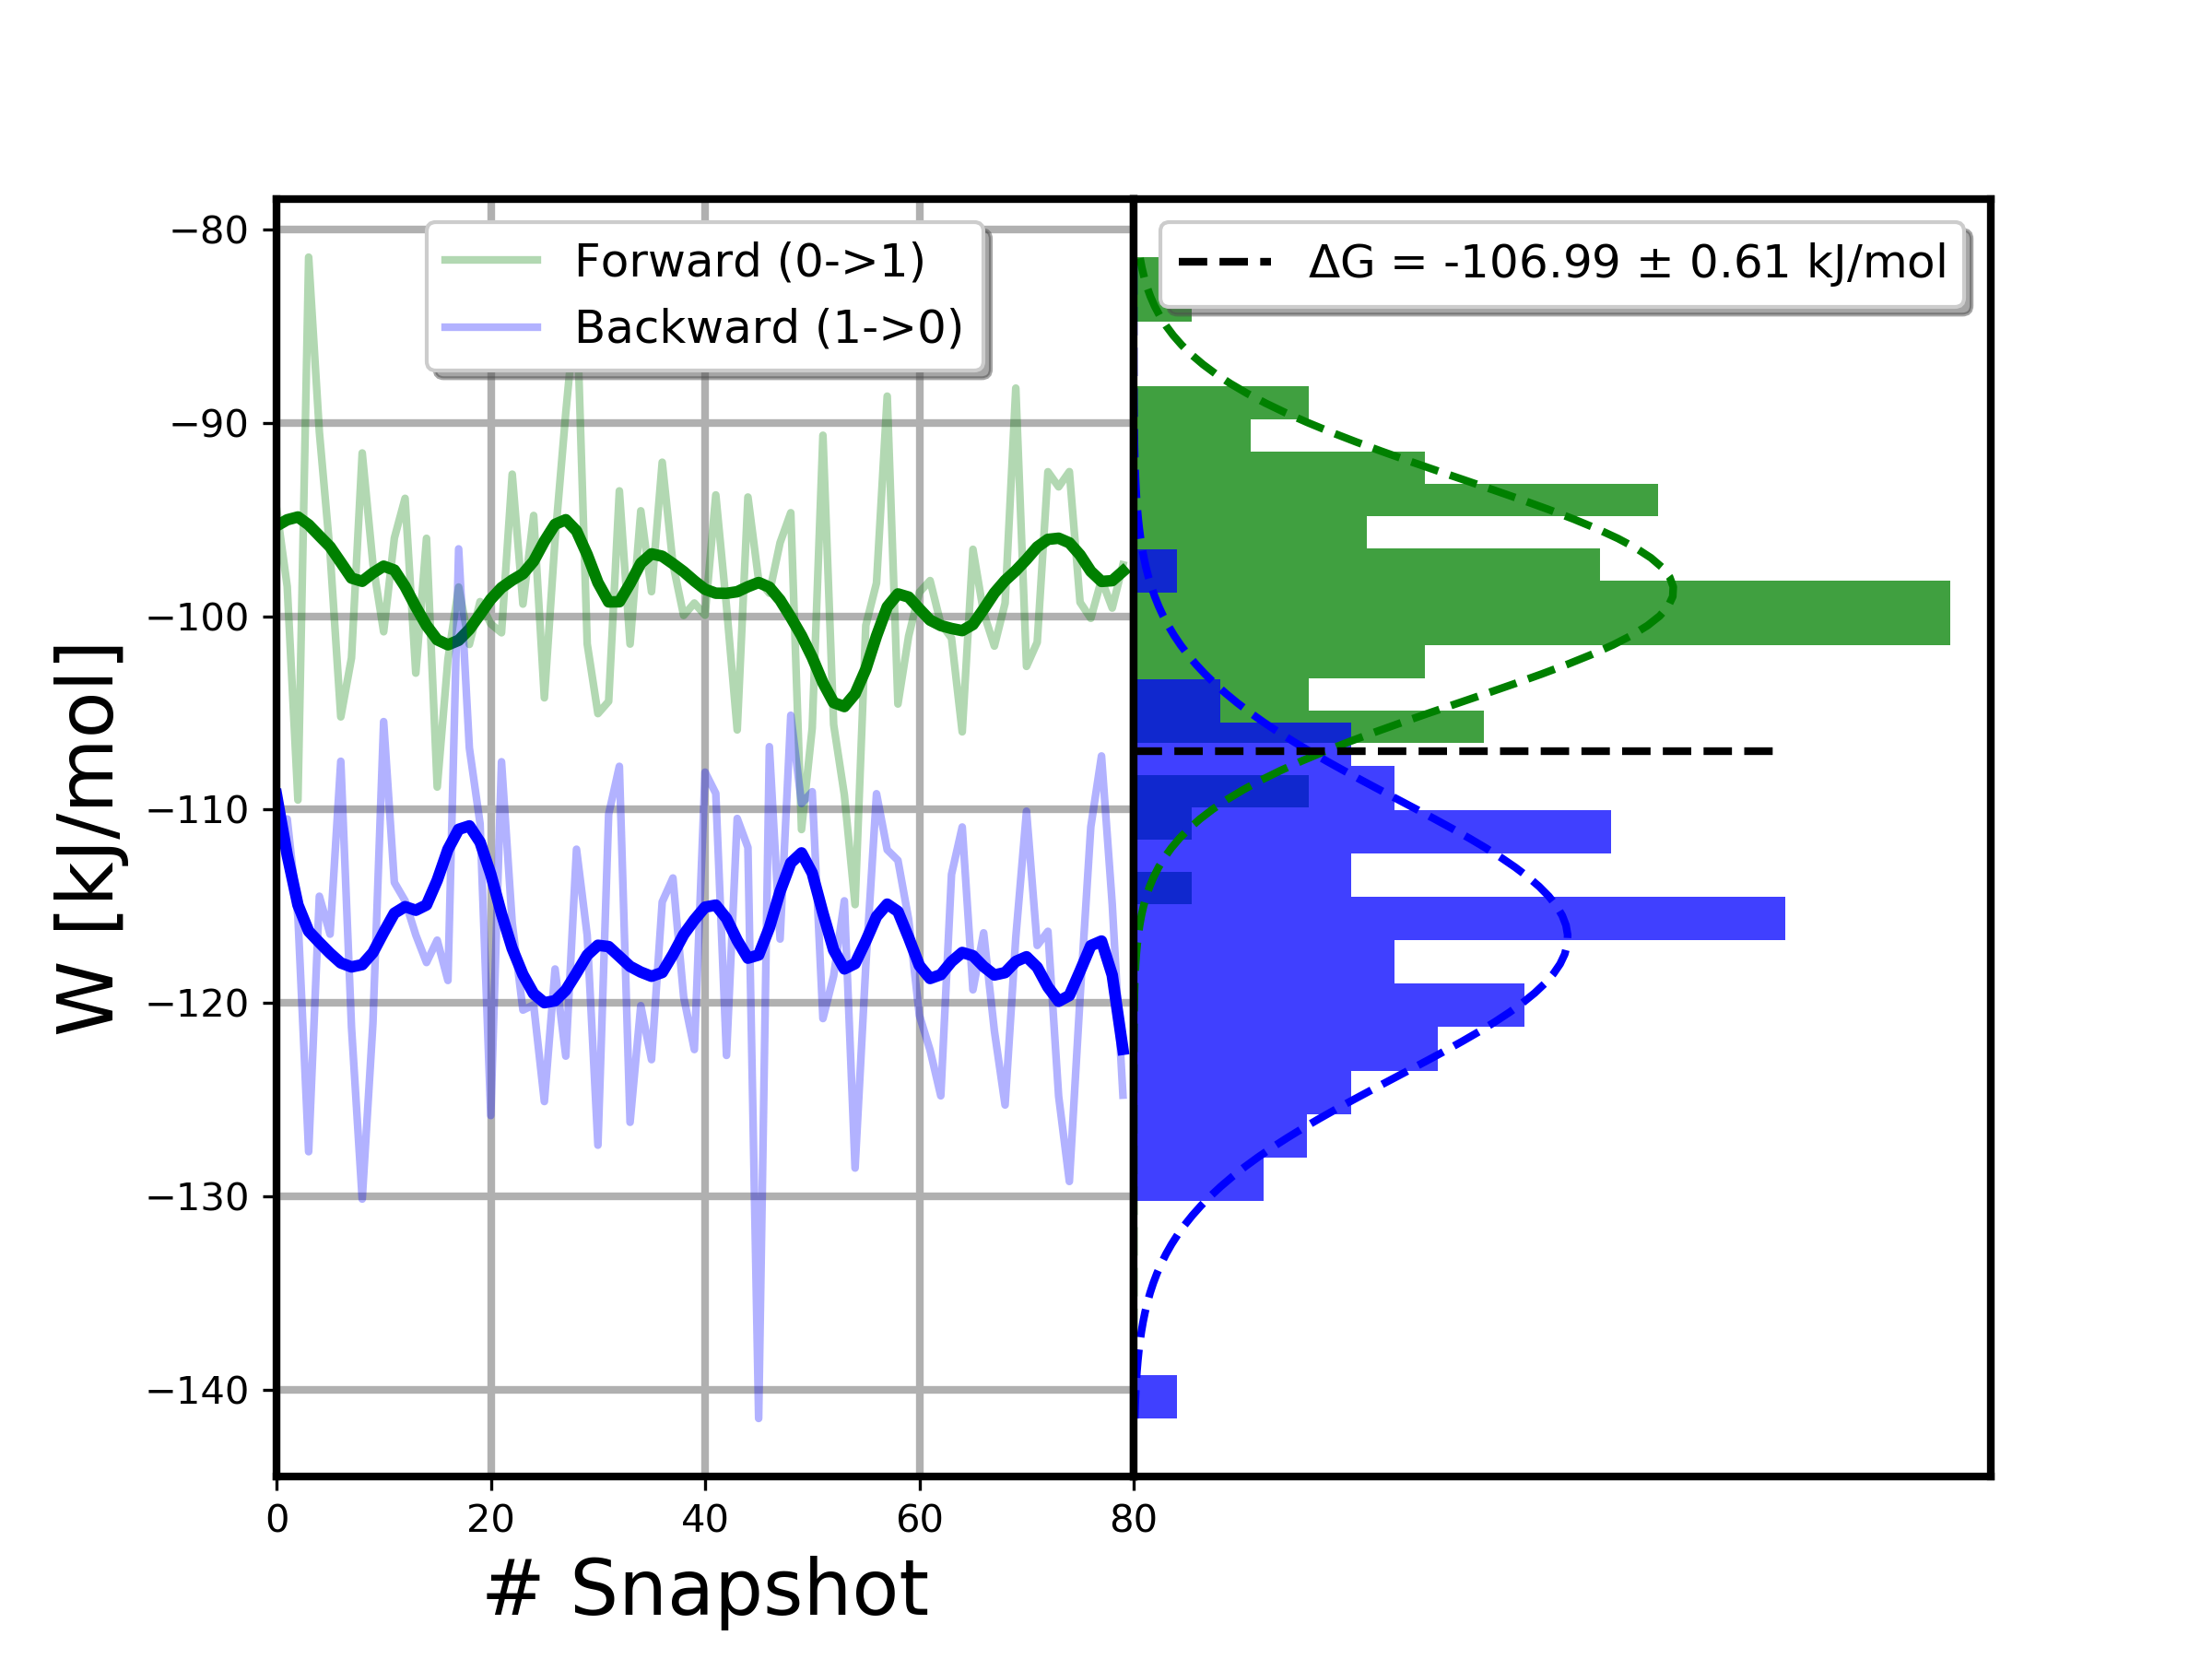 Forward (0->1)
Backward (1->0)
ΔG = -106.99 ± 0.61 kJ/mol
W [kJ/mol]
−80
−90
−100
−110
−120
−130
−140
0 20 40 60 80
# Snapshot